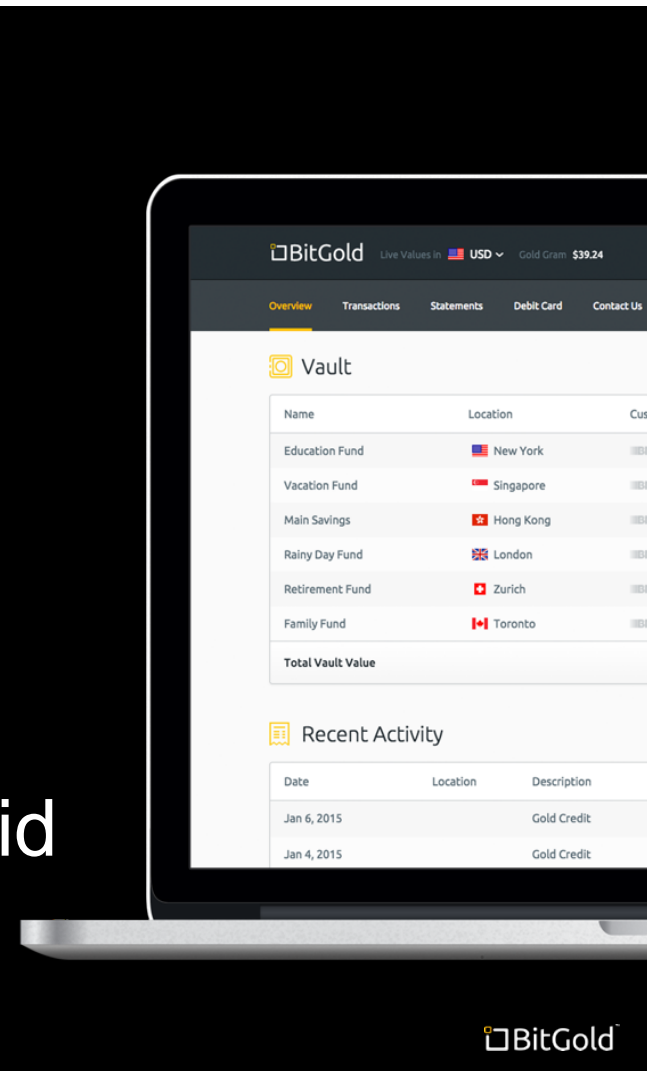 BitGold Live Values in USD Gold Gram $39.24
Overview Transactions Statements Debit Card Contact Us
Vault
Name Location
Education Fund New York
Vacation Fund Singapore
Main Savings Hong Kong
Rainy Day Fund London
Retirement Fund Zurich
Family Fund Toronto
Total Vault Value
Recent Activity
Date Location Description
Jan 6, 2015 Gold Credit
id
Jan 4, 2015 Gold Credit
BitGold™